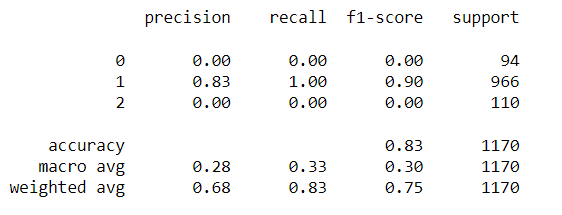 precision recall f1-score support
0 0.00 0.00 0.00 94
1 0.83 1.00 0.90 966
2 0.00 0.00 0.00 110
accuracy 0.83 1170
macro avg 0.28 0.33 0.30 1170
weighted avg 0.68 0.83 0.75 1170